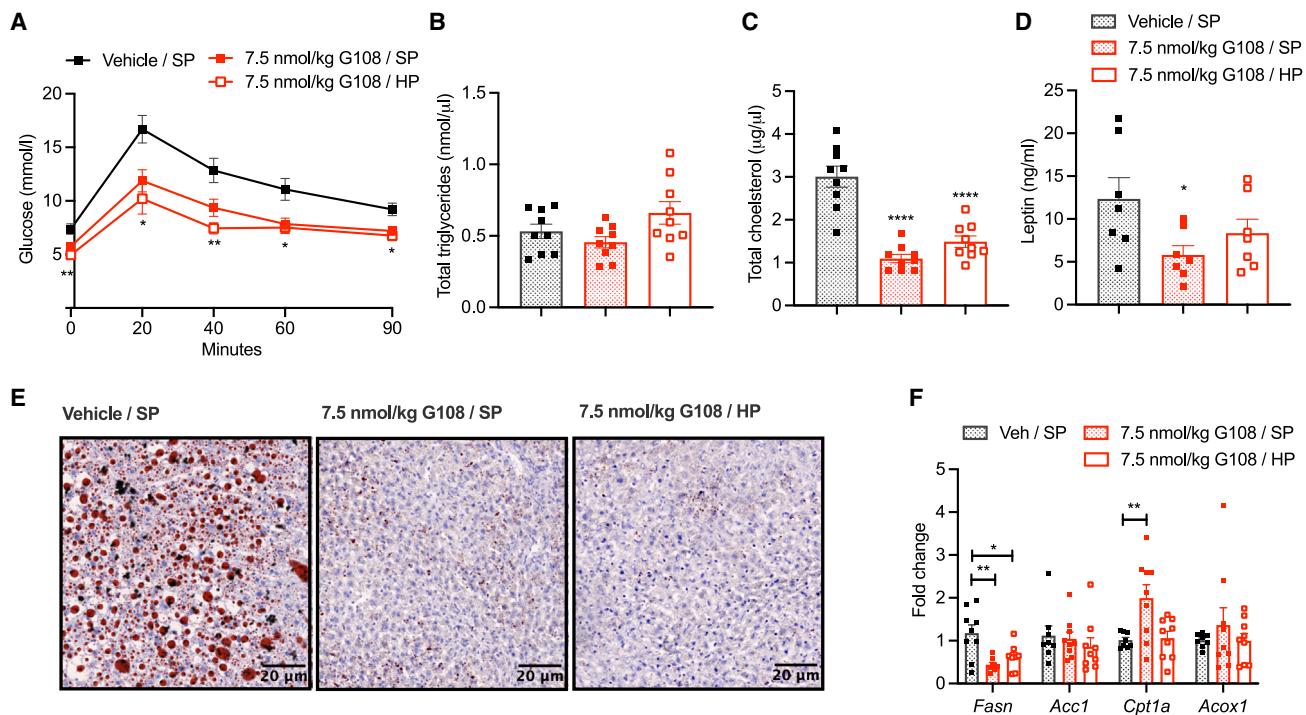 A
Vehicle / SP
7.5 nmol/kg G108 / SP
7.5 nmol/kg G108 / HP
Glucose (mmol/l)
20
15
10
5
**
*
**
*
*
0 20 40 60 90
Minutes
B
Total triglycerides (nmol/µl)
1.5
1.0
0.5
0.0
C
Total choelsterol (µg/µl)
5
4
3
2
1
0
****
****
D
Vehicle / SP
7.5 nmol/kg G108 / SP
7.5 nmol/kg G108 / HP
Leptin (ng/ml)
25
20
15
10
5
0
*
E
Vehicle / SP
7.5 nmol/kg G108 / SP
7.5 nmol/kg G108 / HP
20 µm
20 µm
20 µm
F
Veh / SP
7.5 nmol/kg G108 / SP
7.5 nmol/kg G108 / HP
Fold change
5
4
3
2
1
0
**
*
**
Fasn Acc1 Cpt1a Acox1